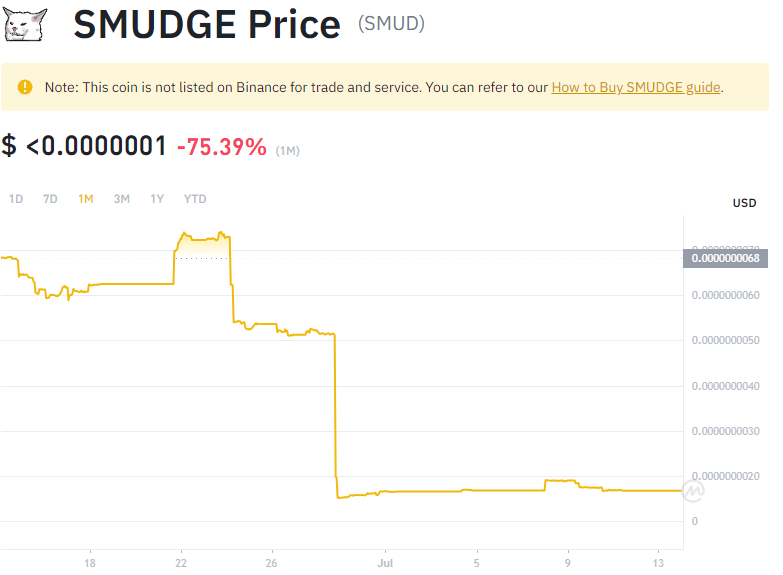 SMUDGE Price (SMUD)
Note: This coin is not listed on Binance for trade and service. You can refer to our How to Buy SMUDGE guide.
$ <0.0000001 -75.39% (1M)
1D 7D 1M 3M 1Y YTD
USD
0.0000000068
0.0000000060
0.0000000050
0.0000000040
0.0000000030
0.0000000020
0
18 22 26 Jul 5 9 13